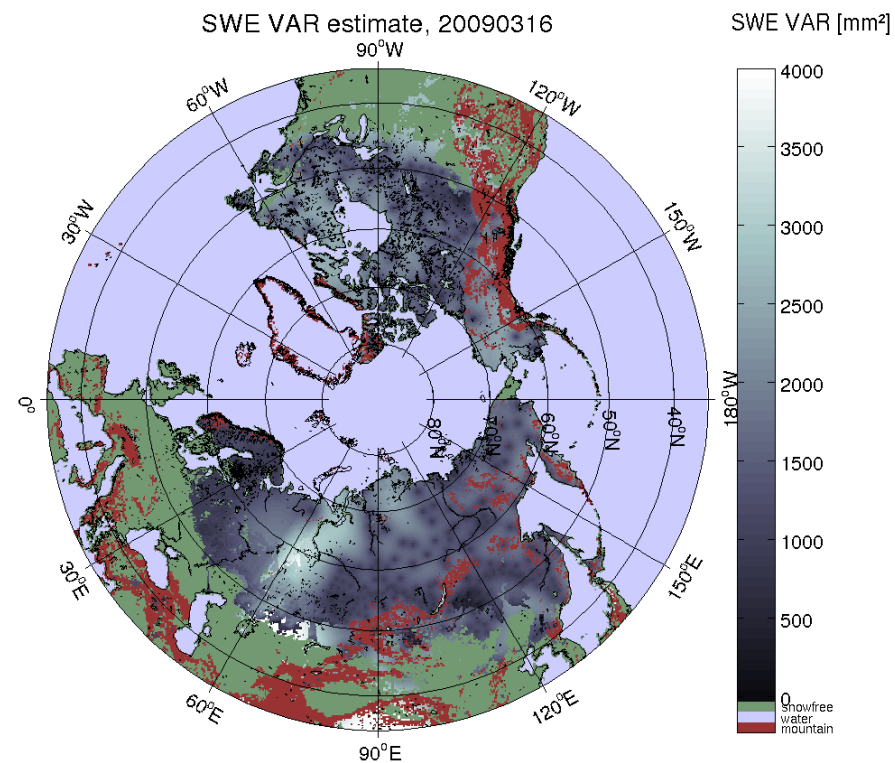 SWE VAR estimate, 20090316
SWE VAR [mm²]
90°W
60°W
120°W
30°W
150°W
0°
180°W
80°N
70°N
60°N
50°N
40°N
30°E
150°E
60°E
120°E
90°E
4000
3500
3000
2500
2000
1500
1000
500
0
snowfree
water
mountain